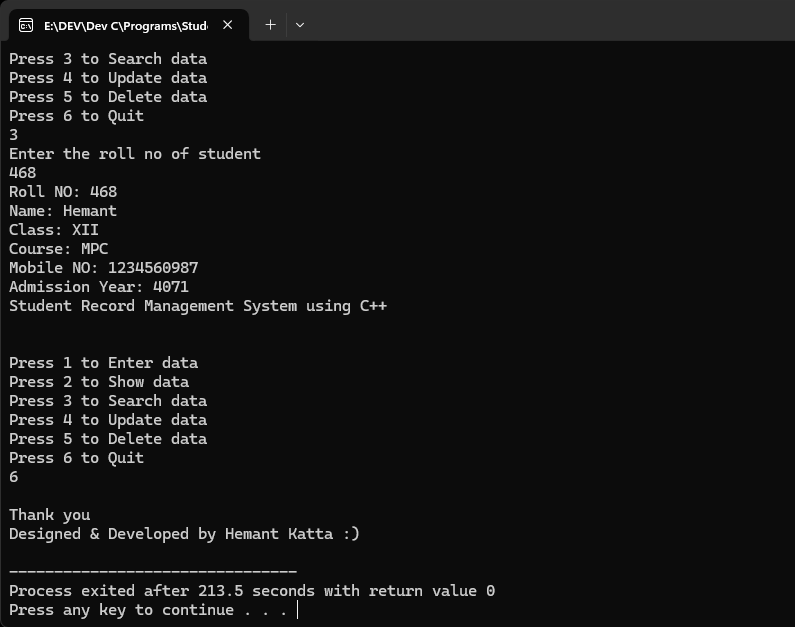 E:\DEV\Dev C\Programs\Stud
Press 3 to Search data
Press 4 to Update data
Press 5 to Delete data
Press 6 to Quit
3
Enter the roll no of student
468
Roll NO: 468
Name: Hemant
Class: XII
Course: MPC
Mobile NO: 1234560987
Admission Year: 4071
Student Record Management System using C++
Press 1 to Enter data
Press 2 to Show data
Press 3 to Search data
Press 4 to Update data
Press 5 to Delete data
Press 6 to Quit
6
Thank you
Designed & Developed by Hemant Katta :)
--------------------------------
Process exited after 213.5 seconds with return value 0
Press any key to continue . . .